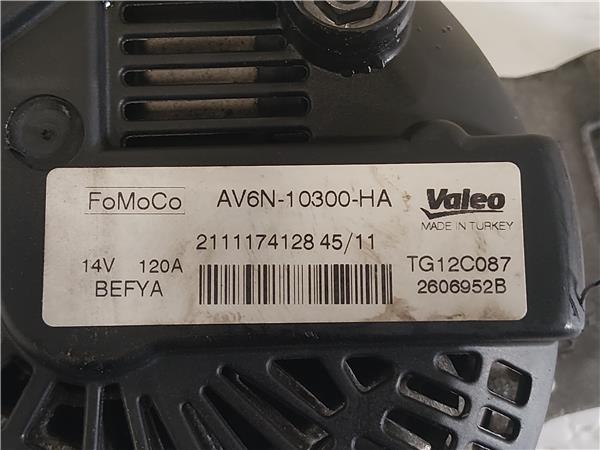 FoMoCo AV6N-10300-HA Valeo
MADE IN TURKEY
2111174128 45/11
14V 120A TG12C087
BEFYA 2606952B